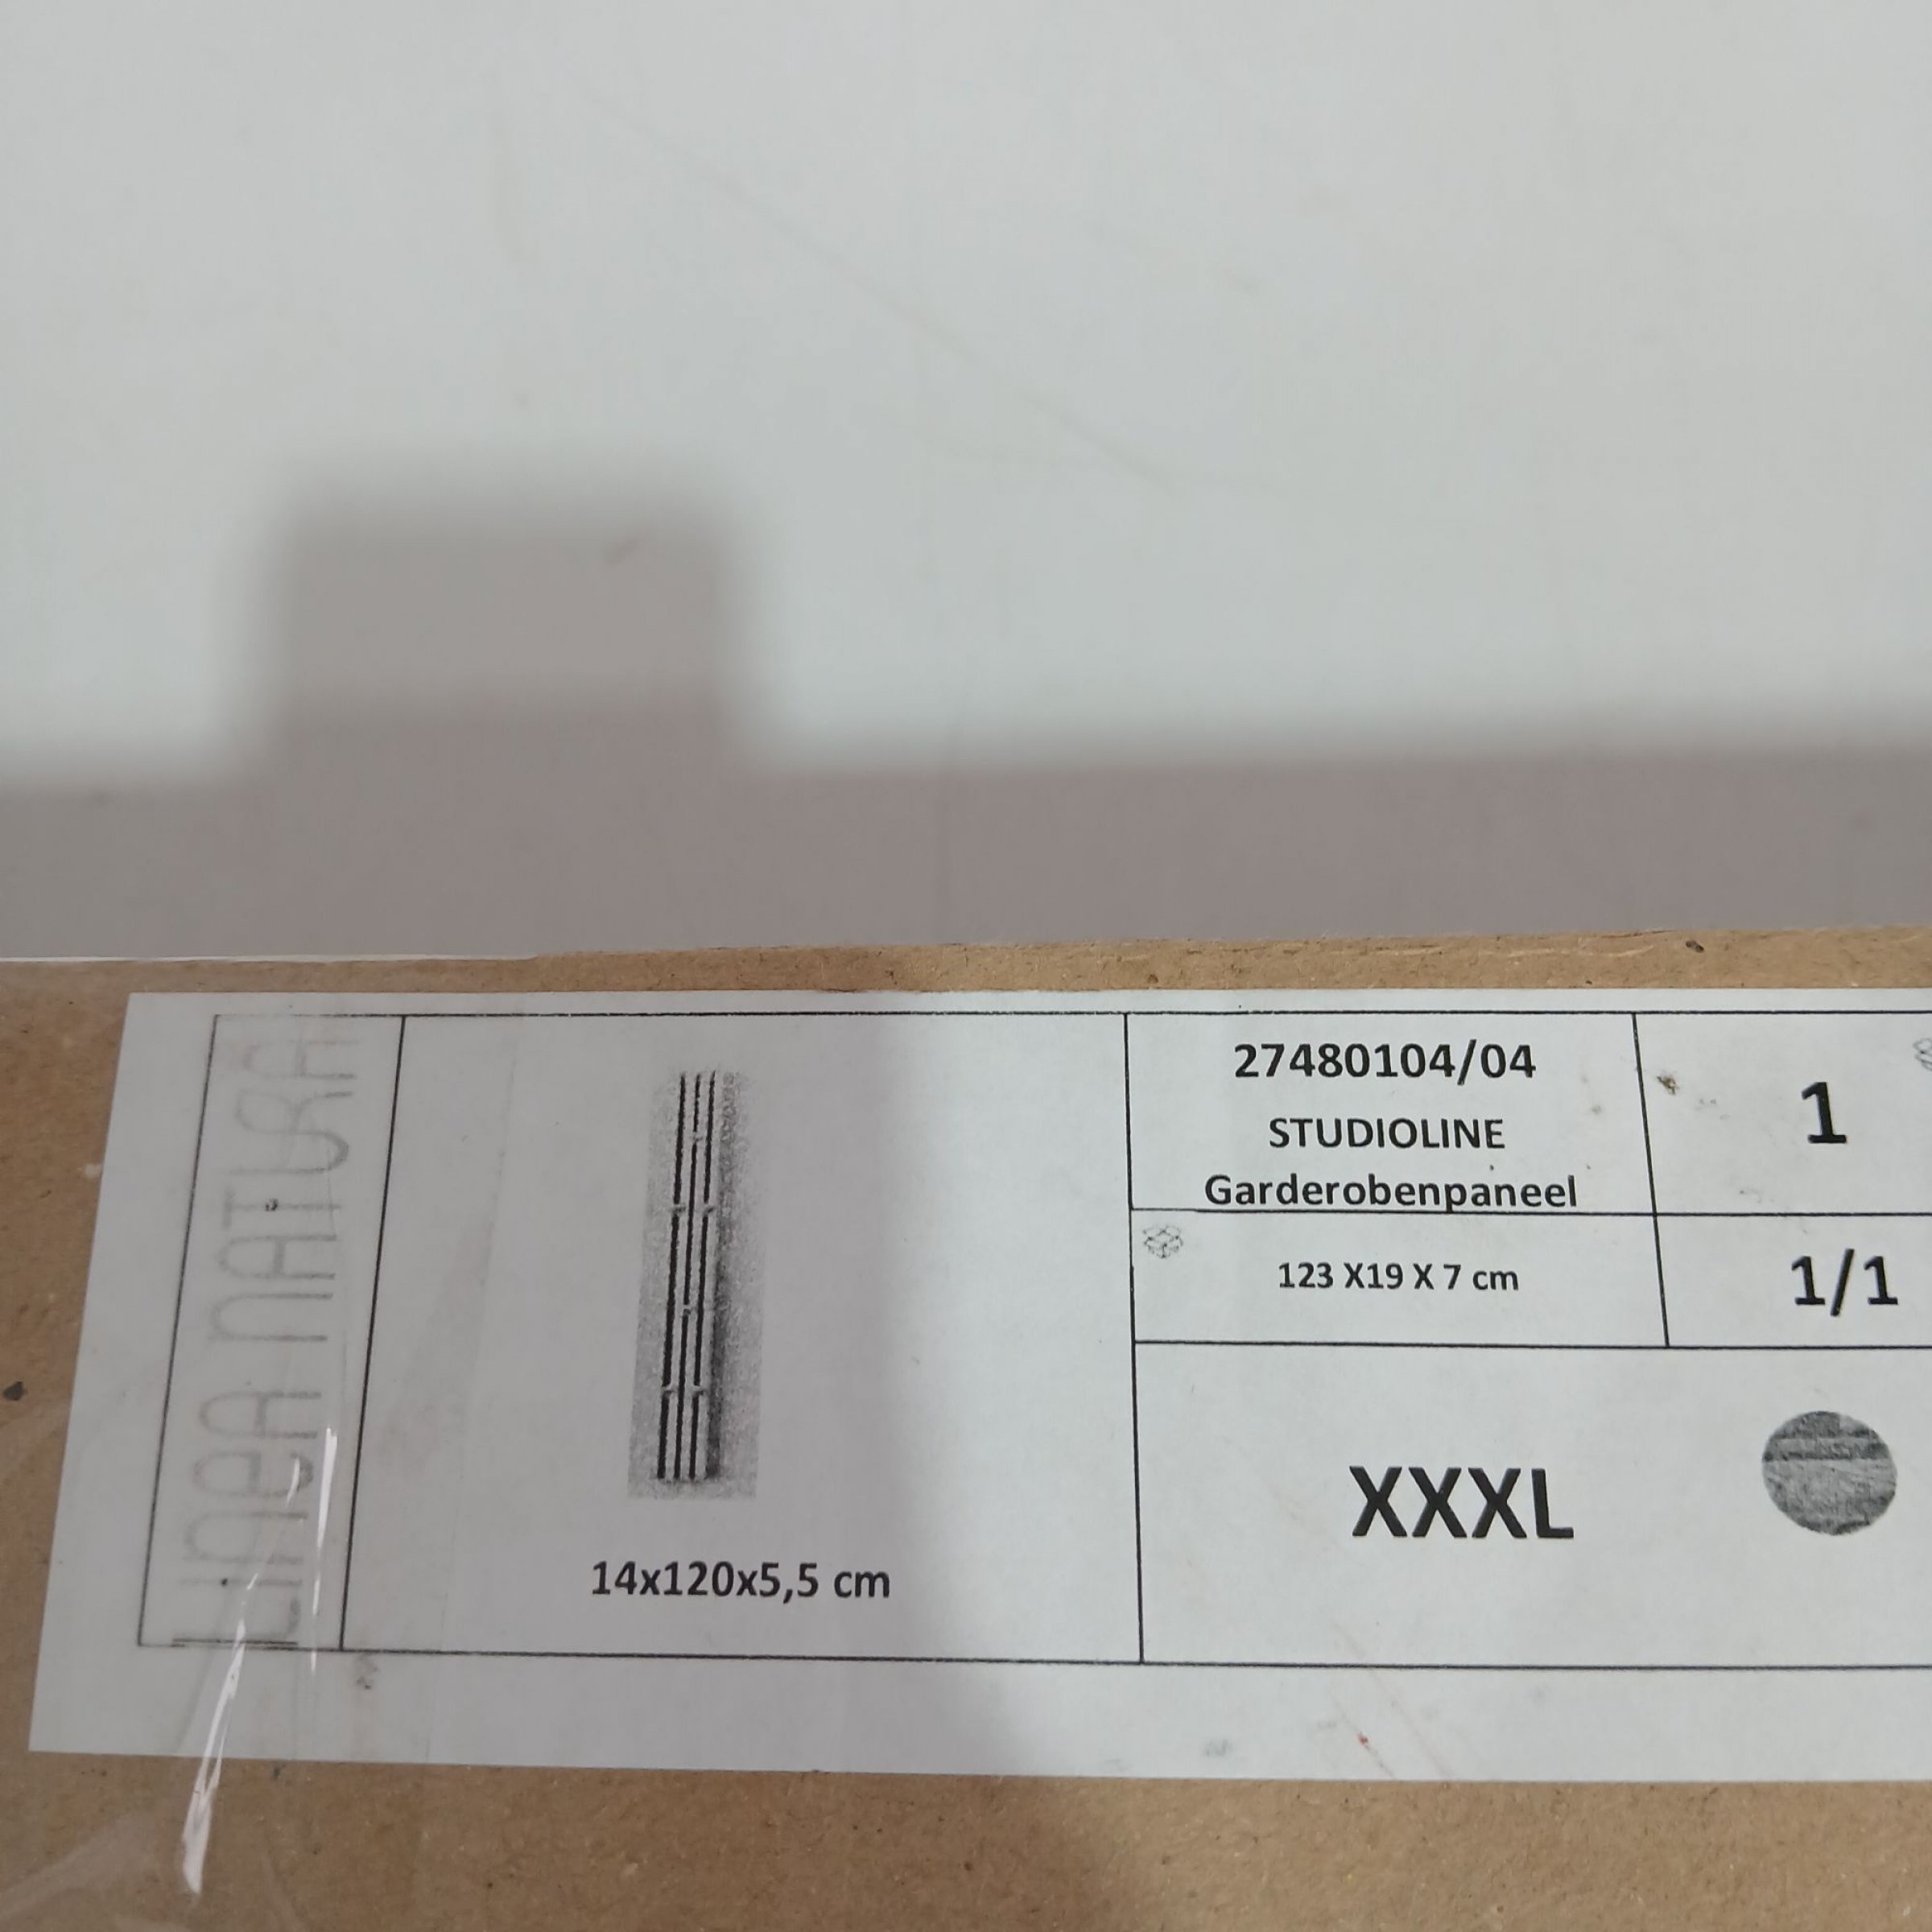 LINEA NATURA
14x120x5,5 cm
27480104/04
STUDIOLINE
Garderobenpaneel
123 X19 X 7 cm
1
1/1
XXXL